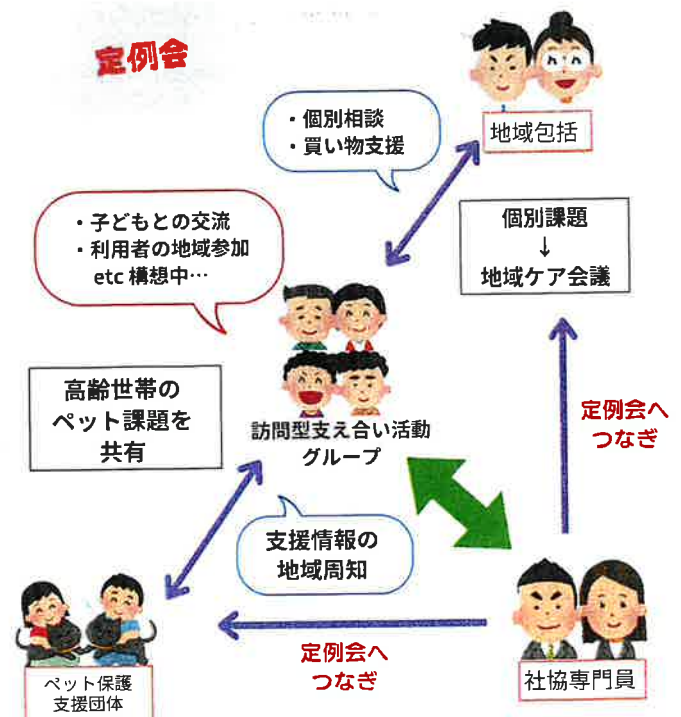 定例会
・個別相談
・買い物支援
地域包括
・子どもとの交流
・利用者の地域参加
etc 構想中…
個別課題
↓
地域ケア会議
高齢世帯の
ペット課題を
共有
訪問型支え合い活動
グループ
定例会へ
つなぎ
支援情報の
地域周知
定例会へ
つなぎ
ペット保護
支援団体
社協専門員